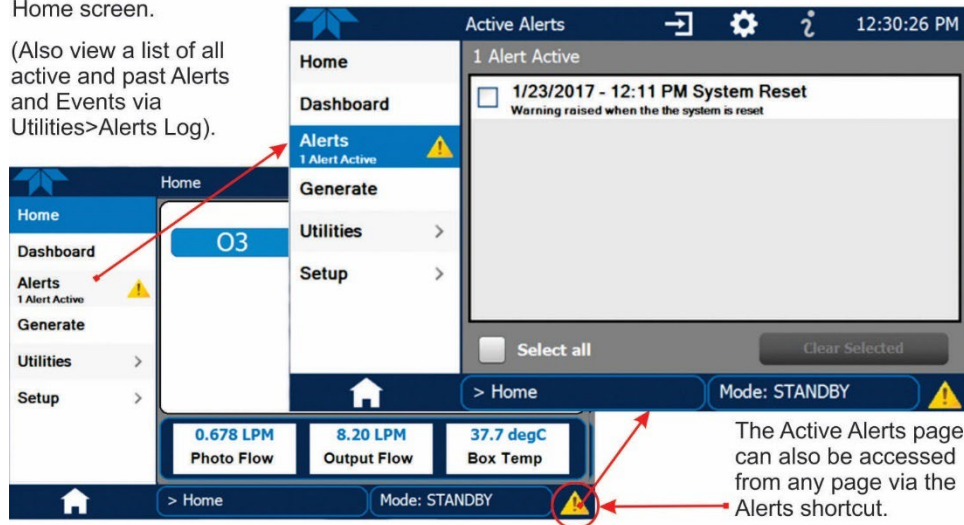 Home screen.
(Also view a list of all
active and past Alerts
and Events via
Utilities>Alerts Log).
Active Alerts
12:30:26 PM
Home
Dashboard
Alerts
1 Alert Active
Generate
Utilities >
Setup >
1 Alert Active
1/23/2017 - 12:11 PM System Reset
Warning raised when the the system is reset
Select all
Clear Selected
> Home
Mode: STANDBY
Home
Home
Dashboard
Alerts
1 Alert Active
Generate
Utilities >
Setup >
O3
0.678 LPM
Photo Flow
8.20 LPM
Output Flow
37.7 degC
Box Temp
> Home
Mode: STANDBY
The Active Alerts page
can also be accessed
from any page via the
Alerts shortcut.